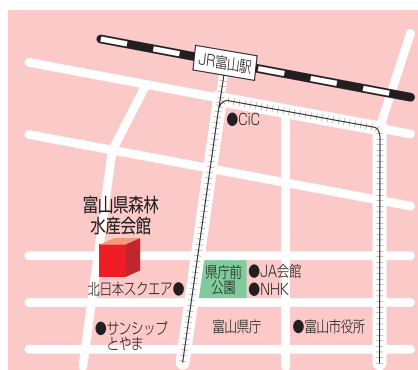 JR富山駅
CiC
富山県森林
水産会館
県庁前
公園
JA会館
NHK
北日本スクエア
サンシップ
とやま
富山県庁
富山市役所